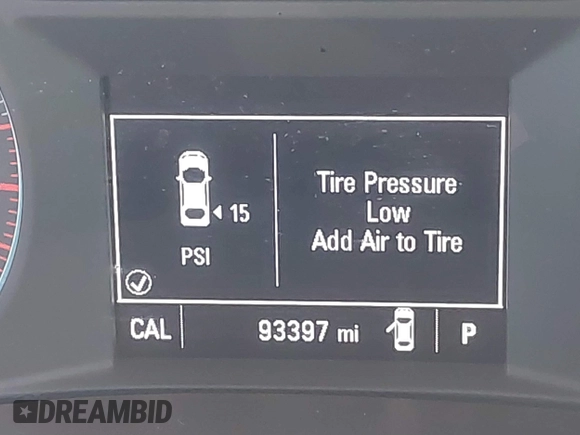 Tire Pressure
Low
Add Air to Tire
15
PSI
CAL
93397 mi
P
DREAMBID